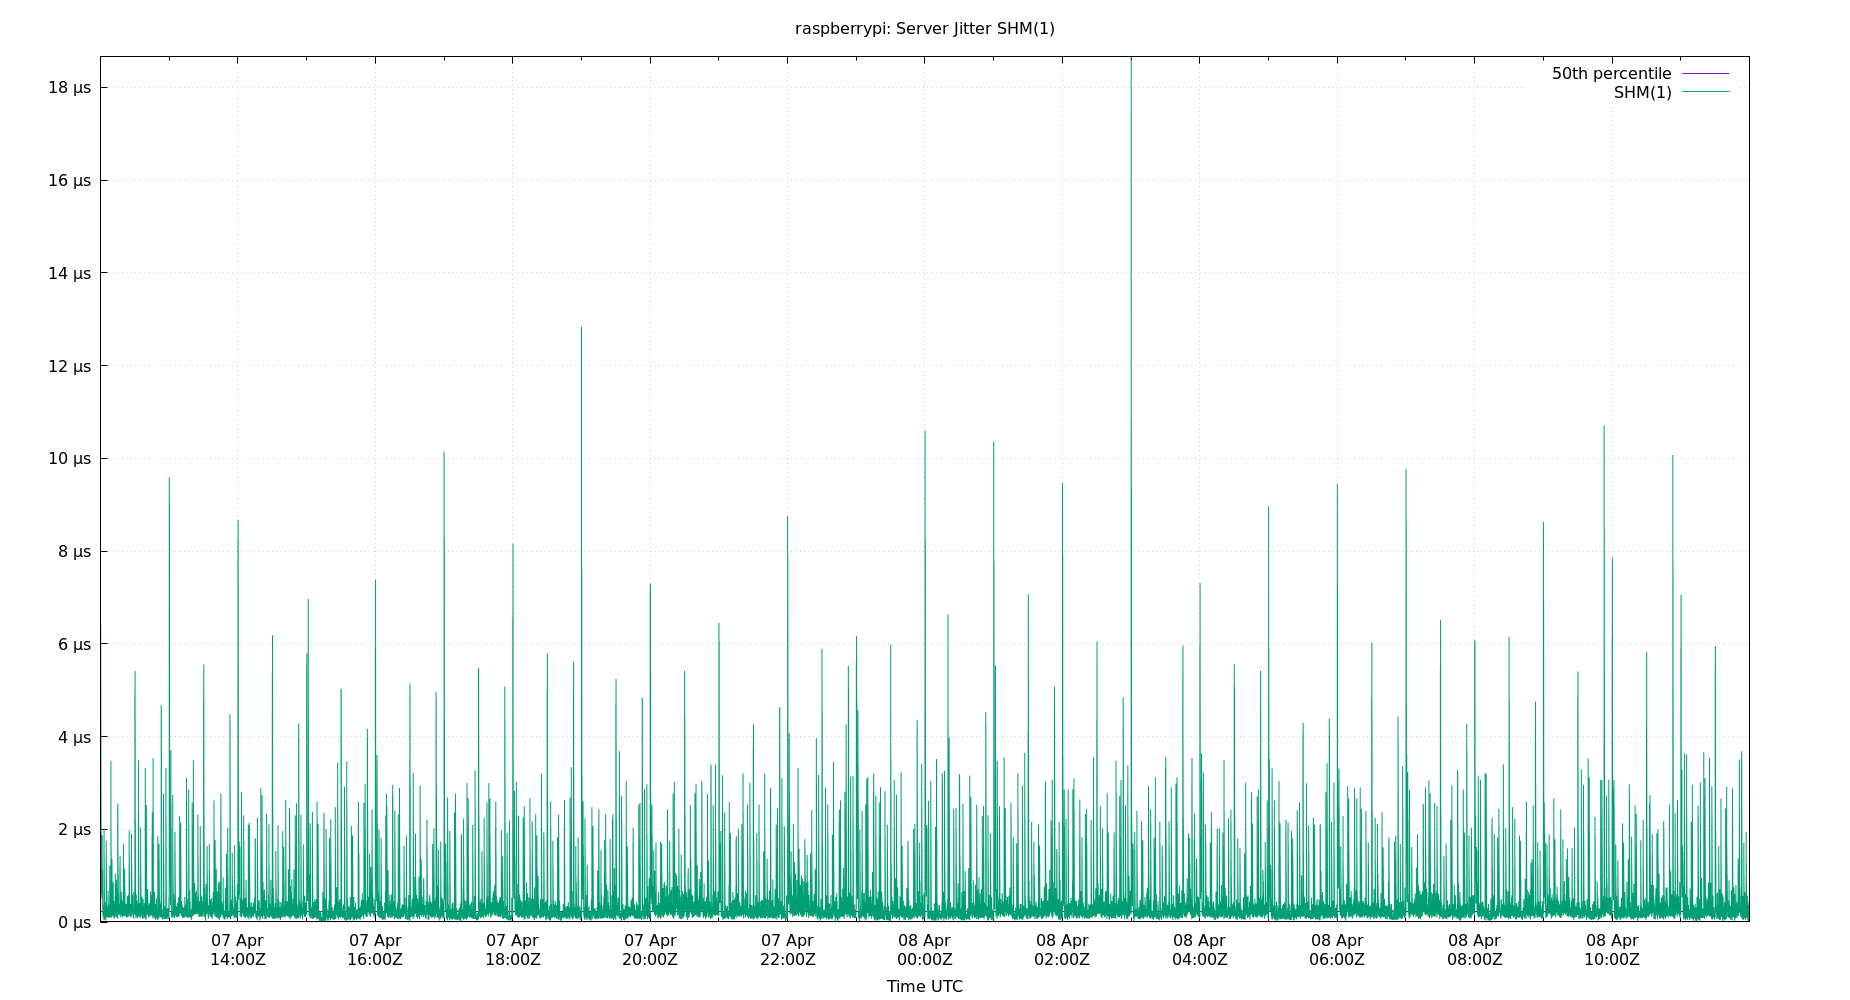 raspberrypi: Server Jitter SHM(1)
50th percentile
SHM(1)
18 µs
16 µs
14 µs
12 µs
10 µs
8 µs
6 µs
4 µs
2 µs
0 µs
07 Apr 07 Apr 07 Apr 07 Apr 07 Apr 08 Apr 08 Apr 08 Apr 08 Apr 08 Apr 08 Apr
14:00Z 16:00Z 18:00Z 20:00Z 22:00Z 00:00Z 02:00Z 04:00Z 06:00Z 08:00Z 10:00Z
Time UTC